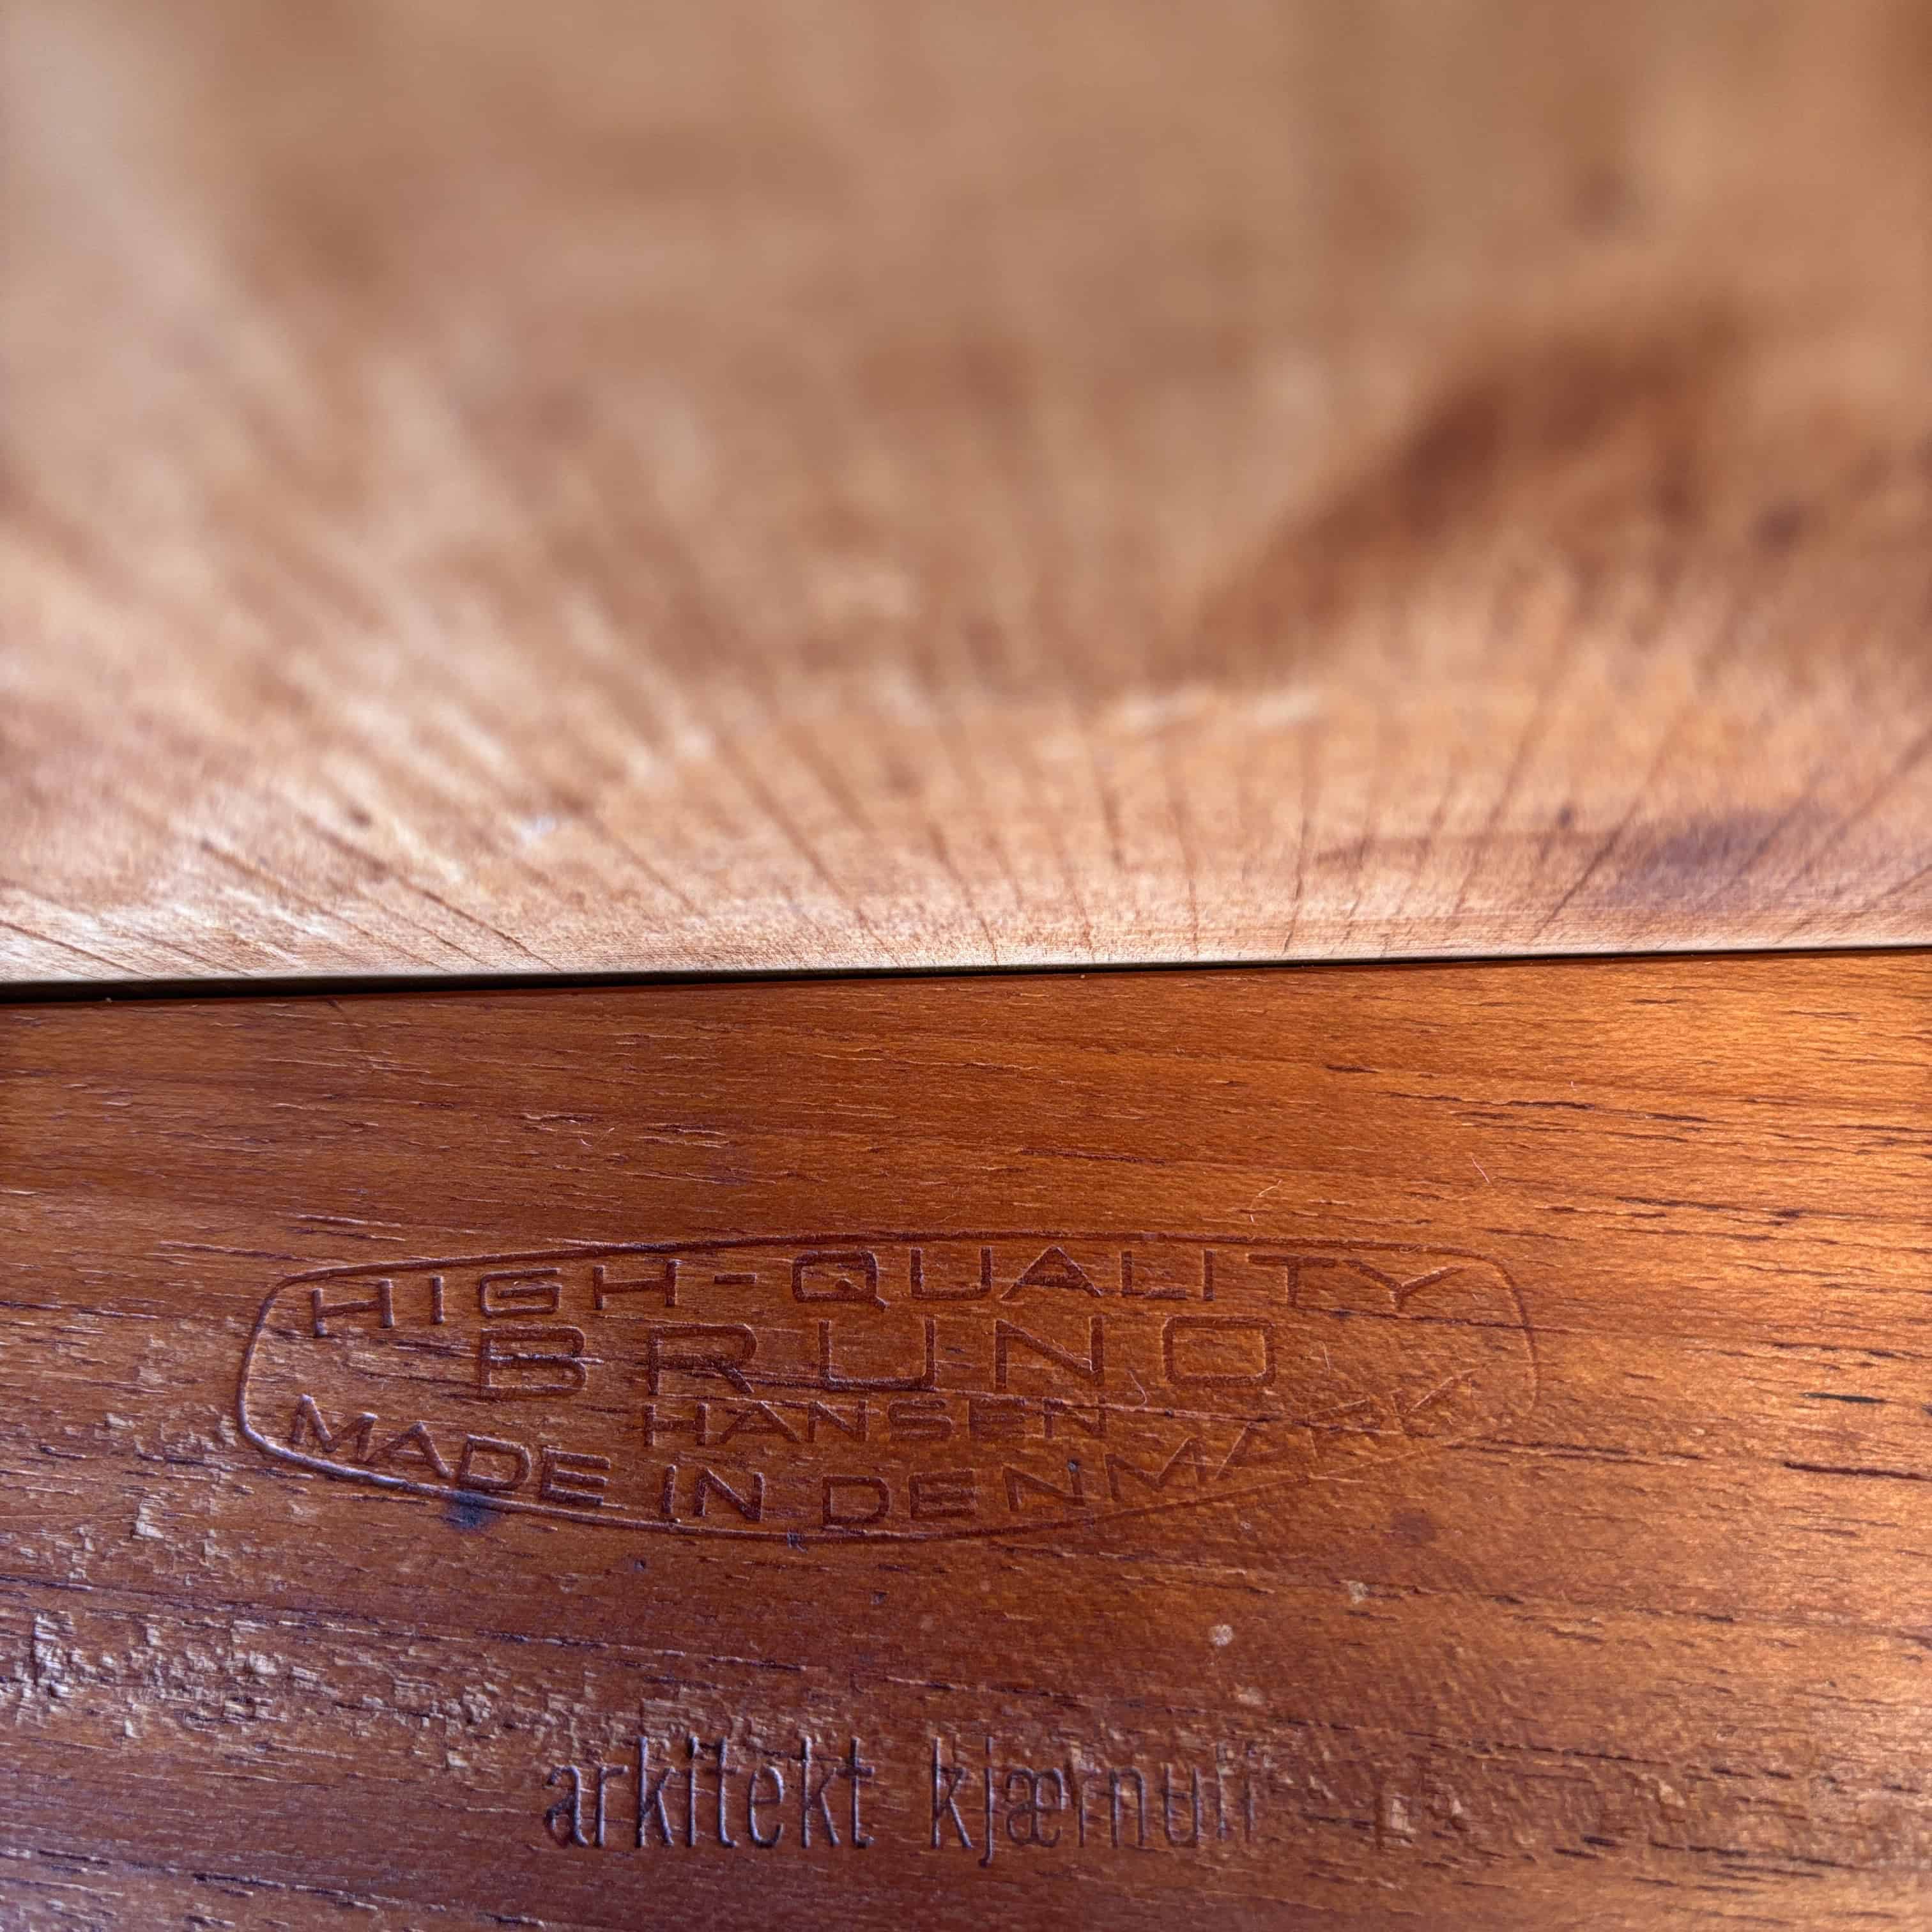 HIGH-QUALITY
BRUNO
HANSEN
MADE IN DENMARK
arkitekt kjærnulf